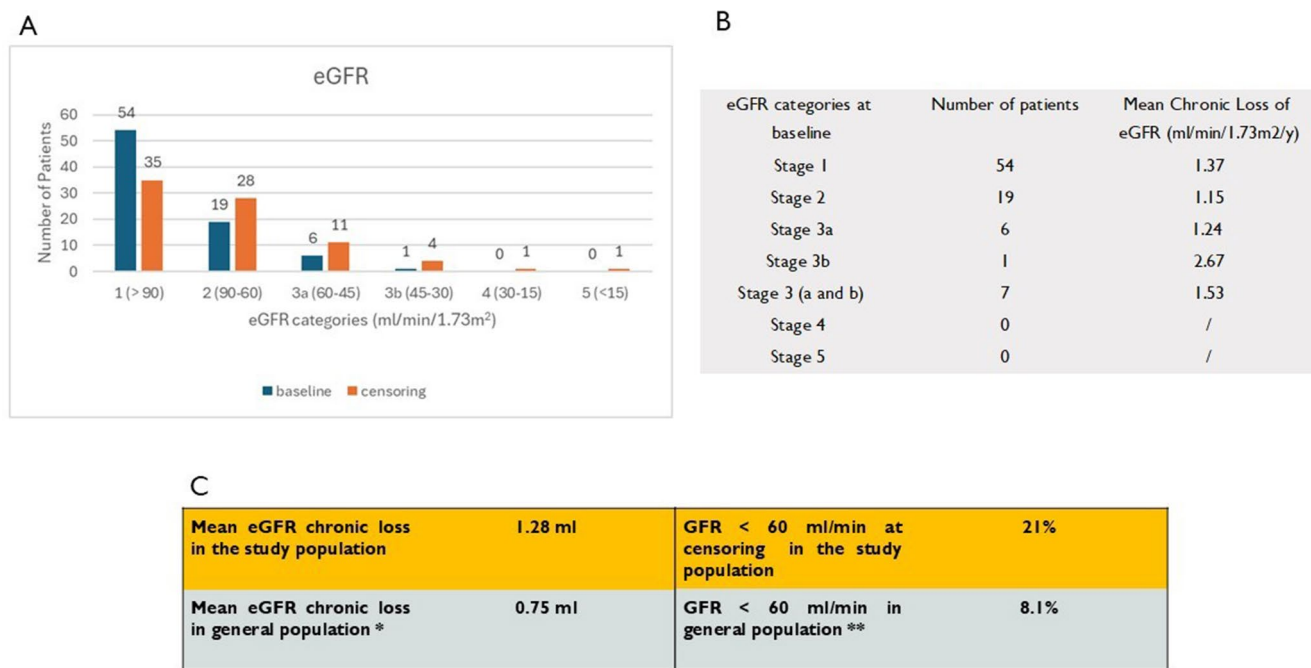 A
eGFR
Number of Patients
60
50
40
30
20
10
0
54
35
19
28
6
11
1
4
0
1
0
1
1 (> 90)
2 (90-60)
3a (60-45)
3b (45-30)
4 (30-15)
5 (<15)
eGFR categories (ml/min/1.73m²)
baseline
censoring
B
eGFR categories at baseline Number of patients Mean Chronic Loss of eGFR (ml/min/1.73m2/y)
Stage 1 54 1.37
Stage 2 19 1.15
Stage 3a 6 1.24
Stage 3b 1 2.67
Stage 3 (a and b) 7 1.53
Stage 4 0 /
Stage 5 0 /
C
Mean eGFR chronic loss
in the study population
1.28 ml
GFR < 60 ml/min at
censoring in the study
population
21%
Mean eGFR chronic loss
in general population *
0.75 ml
GFR < 60 ml/min in
general population **
8.1%